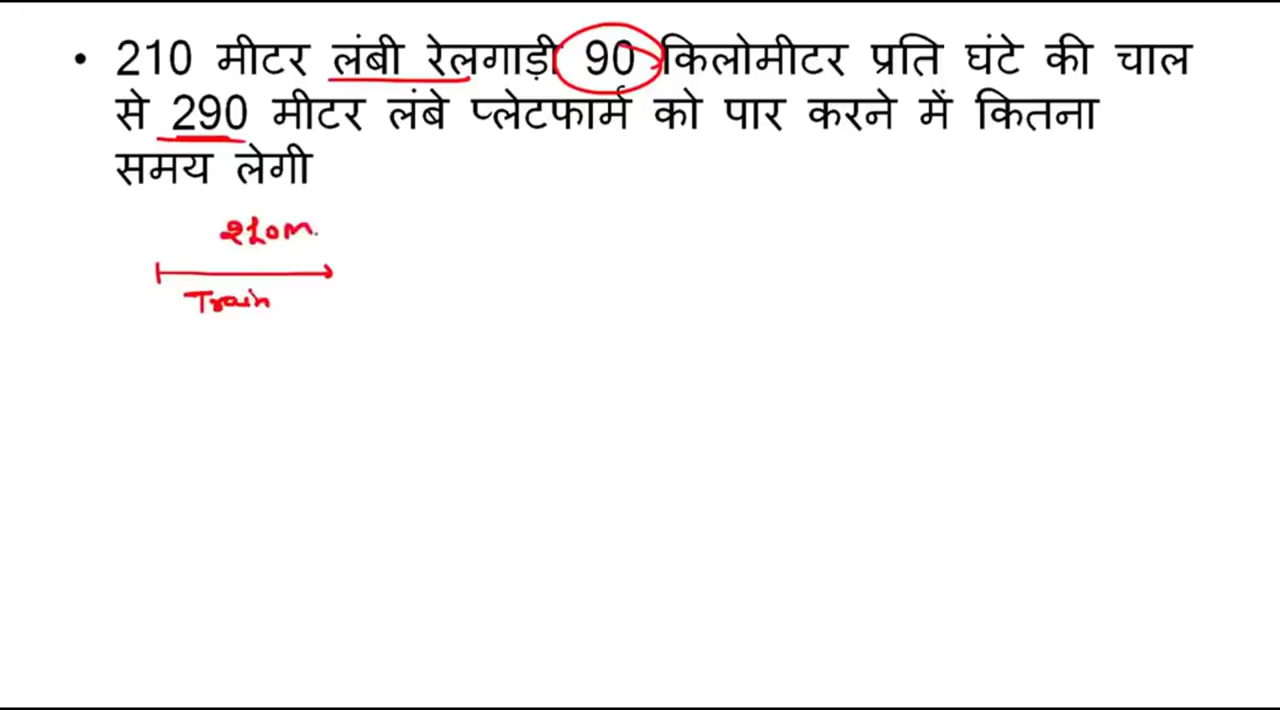 • 210 मीटर लंबी रेलगाड़ी 90 किलोमीटर प्रति घंटे की चाल
से 290 मीटर लंबे प्लेटफार्म को पार करने में कितना
समय लेगी
210m.
Train